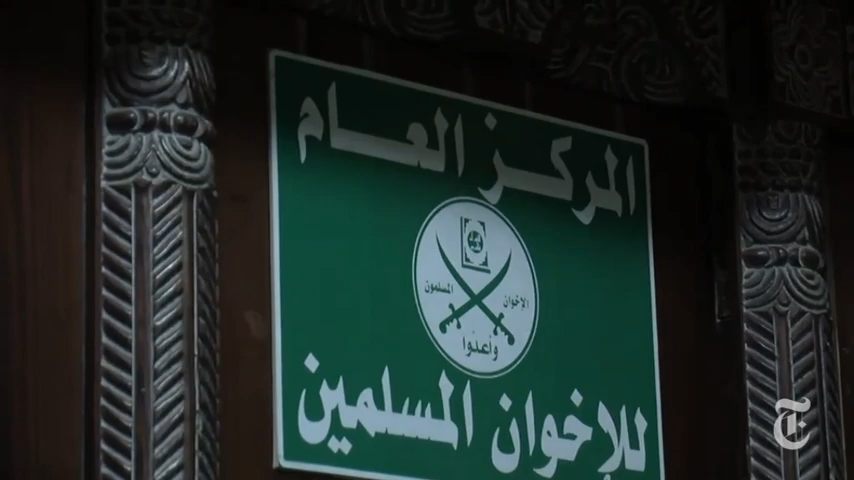 المركز العام
الإخوان المسلمون
وأعدوا
للإخوان المسلمين